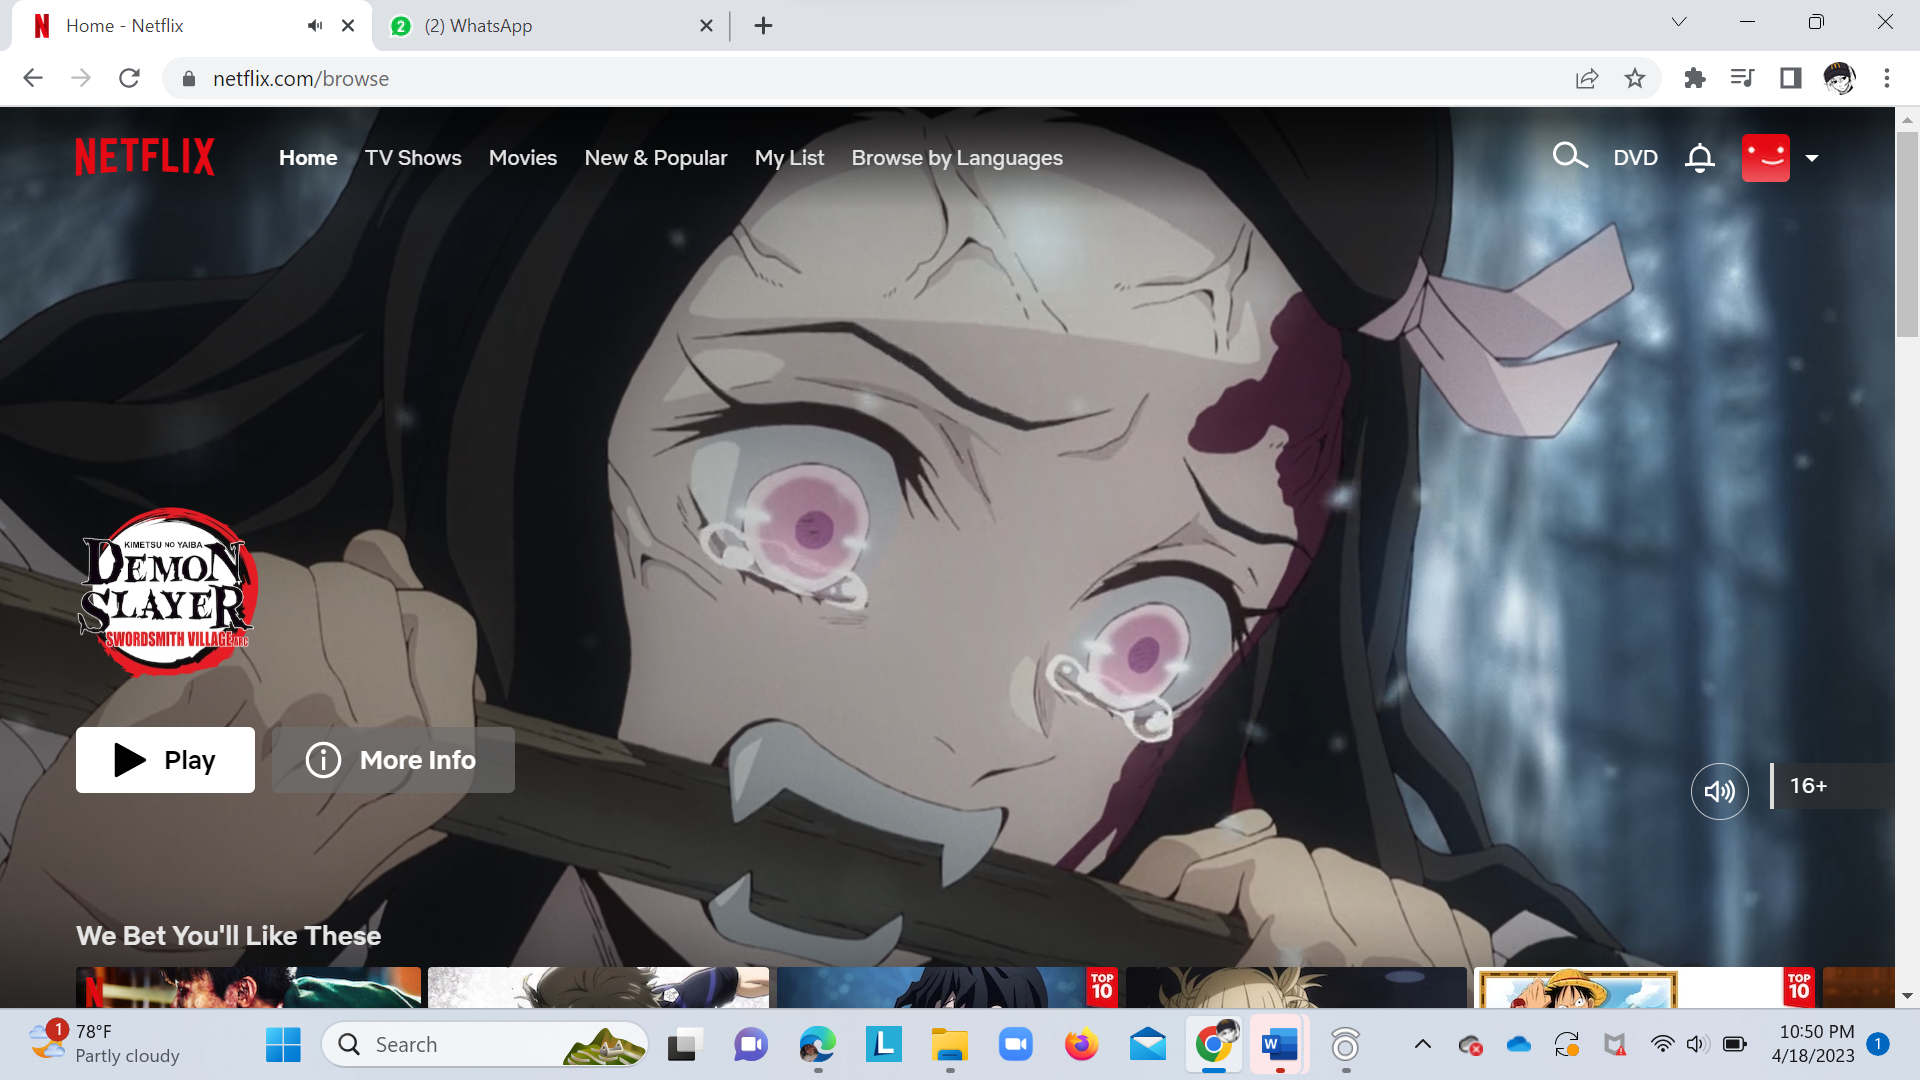 Home - Netflix
2 (2) WhatsApp
netflix.com/browse
NETFLIX Home TV Shows Movies New & Popular My List Browse by Languages DVD
KIMETSU NO YAIBA
DEMON
SLAYER
SWORDSMITH VILLAGE ARC
Play More Info
16+
We Bet You'll Like These
N
TOP
10
TOP
10
1 78°F
Partly cloudy
Search
L
W
10:50 PM
4/18/2023
1